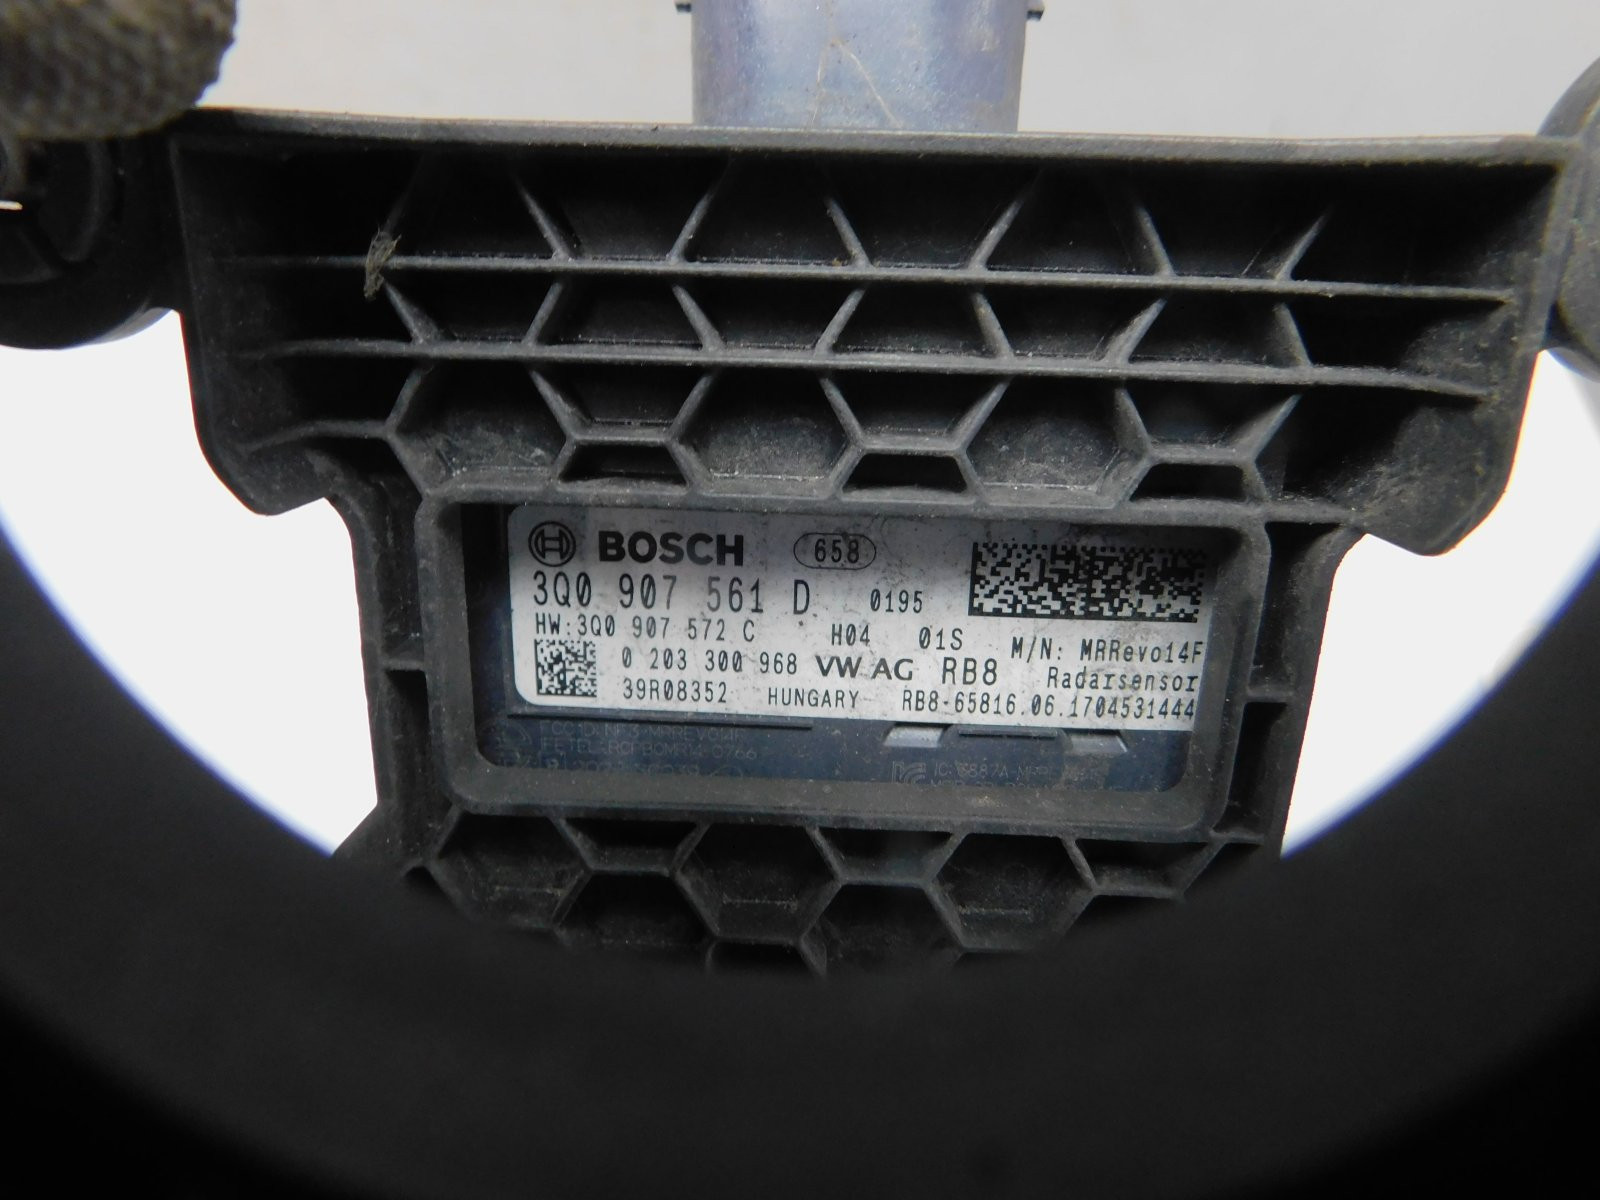 BOSCH 658
3Q0 907 561 D 0195
HW:3Q0 907 572 C H04 01S M/N: MRRevo14F
0 203 300 968 VW AG RB8 Radarsensor
39R08352 HUNGARY RB8-65816.06.1704531444